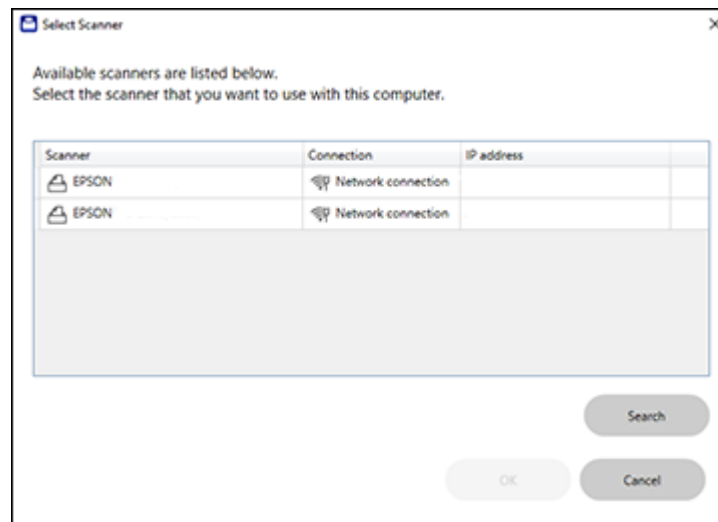 Select Scanner
Available scanners are listed below.
Select the scanner that you want to use with this computer.
Scanner Connection IP address
EPSON Network connection
EPSON Network connection
Search
OK Cancel